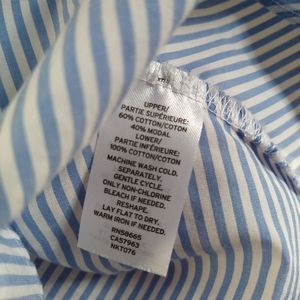 UPPER/
PARTIE SUPÉRIEURE:
60% COTTON/COTON
40% MODAL
LOWER/
PARTIE INFÉRIEURE:
100% COTTON/COTON
MACHINE WASH COLD.
SEPARATELY.
GENTLE CYCLE.
ONLY NON-CHLORINE
BLEACH IF NEEDED.
RESHAPE.
LAY FLAT TO DRY.
WARM IRON IF NEEDED.
RN58665
CA57963
NKT076